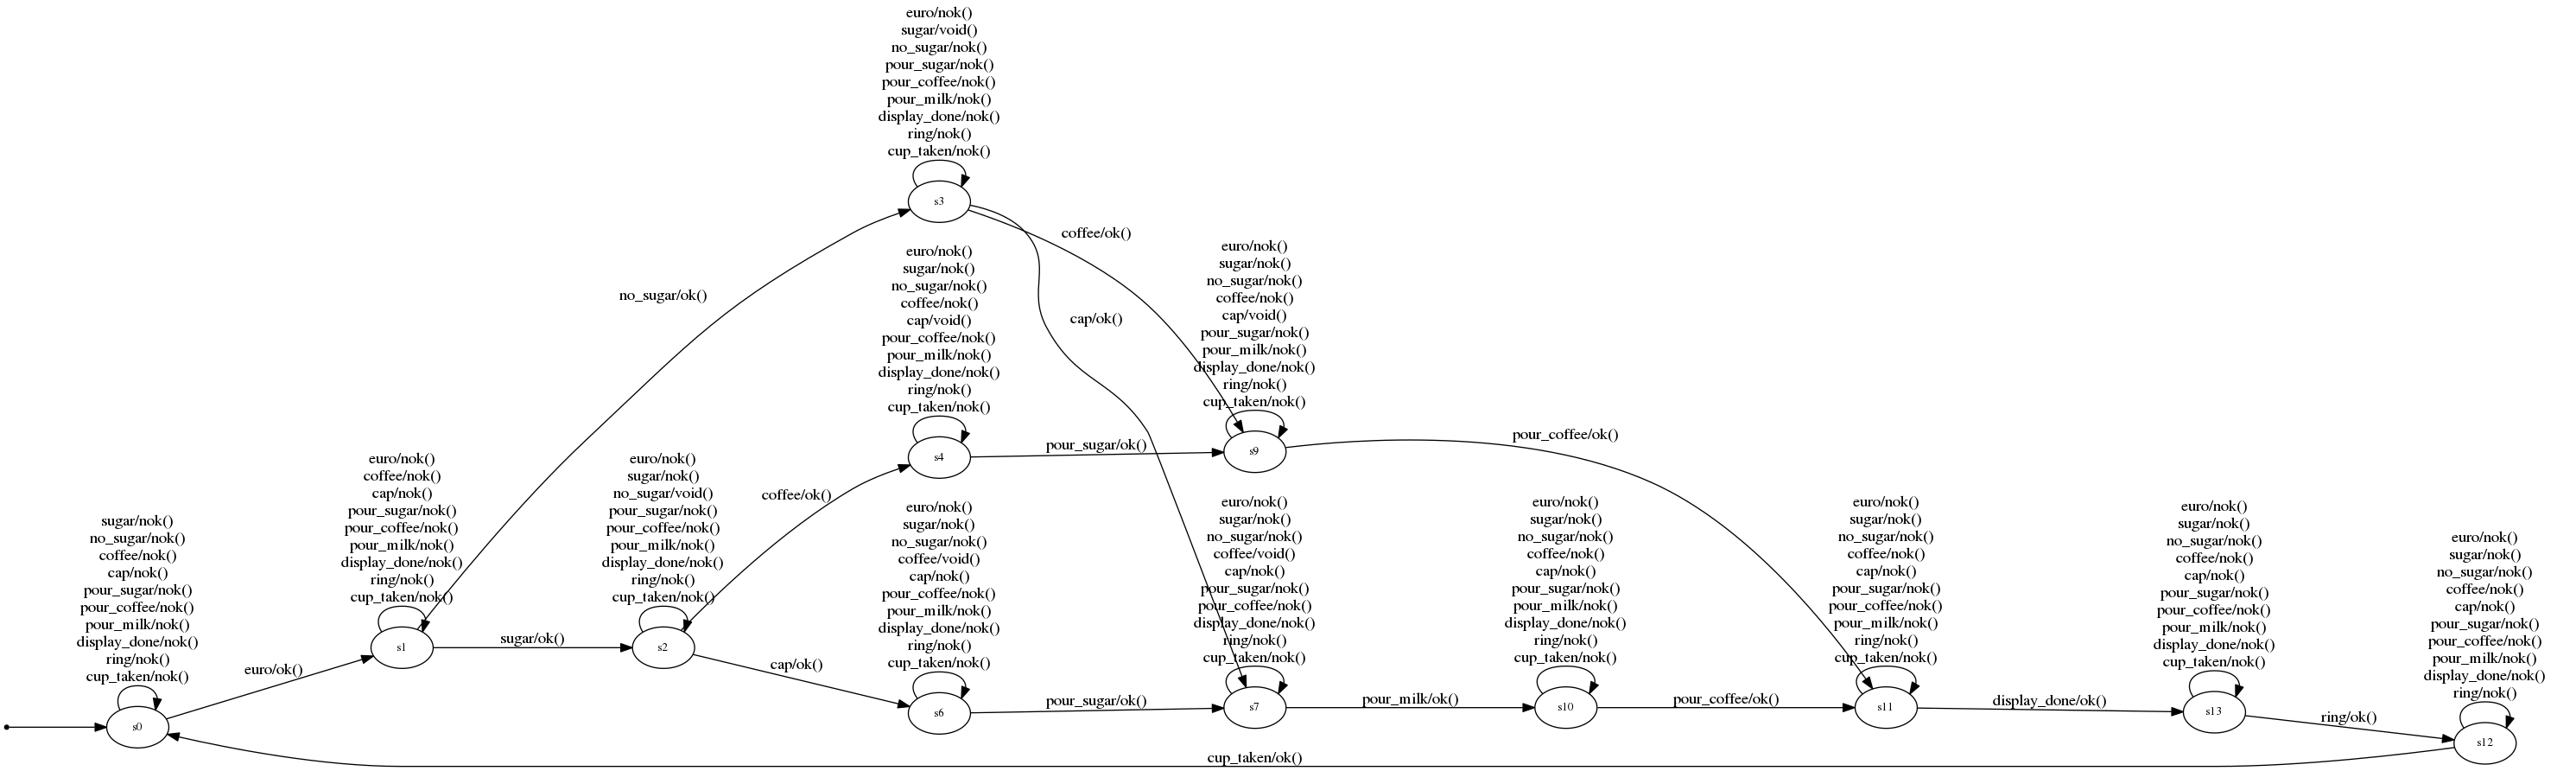 euro/nok()
sugar/void()
no_sugar/nok()
pour_sugar/nok()
pour_coffee/nok()
pour_milk/nok()
display_done/nok()
ring/nok()
cup_taken/nok()
s3
coffee/ok()
cap/ok()
no_sugar/ok()
euro/nok()
sugar/nok()
no_sugar/nok()
coffee/nok()
cap/void()
pour_coffee/nok()
pour_milk/nok()
display_done/nok()
ring/nok()
cup_taken/nok()
s4
pour_sugar/ok()
euro/nok()
sugar/nok()
no_sugar/nok()
coffee/nok()
cap/void()
pour_sugar/nok()
pour_milk/nok()
display_done/nok()
ring/nok()
cup_taken/nok()
s9
pour_coffee/ok()
sugar/nok()
no_sugar/nok()
coffee/nok()
cap/nok()
pour_sugar/nok()
pour_coffee/nok()
pour_milk/nok()
display_done/nok()
ring/nok()
cup_taken/nok()
s0
euro/ok()
euro/nok()
coffee/nok()
cap/nok()
pour_sugar/nok()
pour_coffee/nok()
pour_milk/nok()
display_done/nok()
ring/nok()
cup_taken/nok()
s1
sugar/ok()
euro/nok()
sugar/nok()
no_sugar/void()
pour_sugar/nok()
pour_coffee/nok()
pour_milk/nok()
display_done/nok()
ring/nok()
cup_taken/nok()
s2
coffee/ok()
cap/ok()
euro/nok()
sugar/nok()
no_sugar/nok()
coffee/void()
cap/nok()
pour_coffee/nok()
pour_milk/nok()
display_done/nok()
ring/nok()
cup_taken/nok()
s6
pour_sugar/ok()
euro/nok()
sugar/nok()
no_sugar/nok()
coffee/void()
cap/nok()
pour_sugar/nok()
pour_coffee/nok()
display_done/nok()
ring/nok()
cup_taken/nok()
s7
pour_milk/ok()
euro/nok()
sugar/nok()
no_sugar/nok()
coffee/nok()
cap/nok()
pour_sugar/nok()
pour_milk/nok()
display_done/nok()
ring/nok()
cup_taken/nok()
s10
pour_coffee/ok()
euro/nok()
sugar/nok()
no_sugar/nok()
coffee/nok()
cap/nok()
pour_sugar/nok()
pour_coffee/nok()
pour_milk/nok()
ring/nok()
cup_taken/nok()
s11
display_done/ok()
euro/nok()
sugar/nok()
no_sugar/nok()
coffee/nok()
cap/nok()
pour_sugar/nok()
pour_coffee/nok()
pour_milk/nok()
display_done/nok()
cup_taken/nok()
s13
ring/ok()
euro/nok()
sugar/nok()
no_sugar/nok()
coffee/nok()
cap/nok()
pour_sugar/nok()
pour_coffee/nok()
pour_milk/nok()
display_done/nok()
ring/nok()
s12
cup_taken/ok()